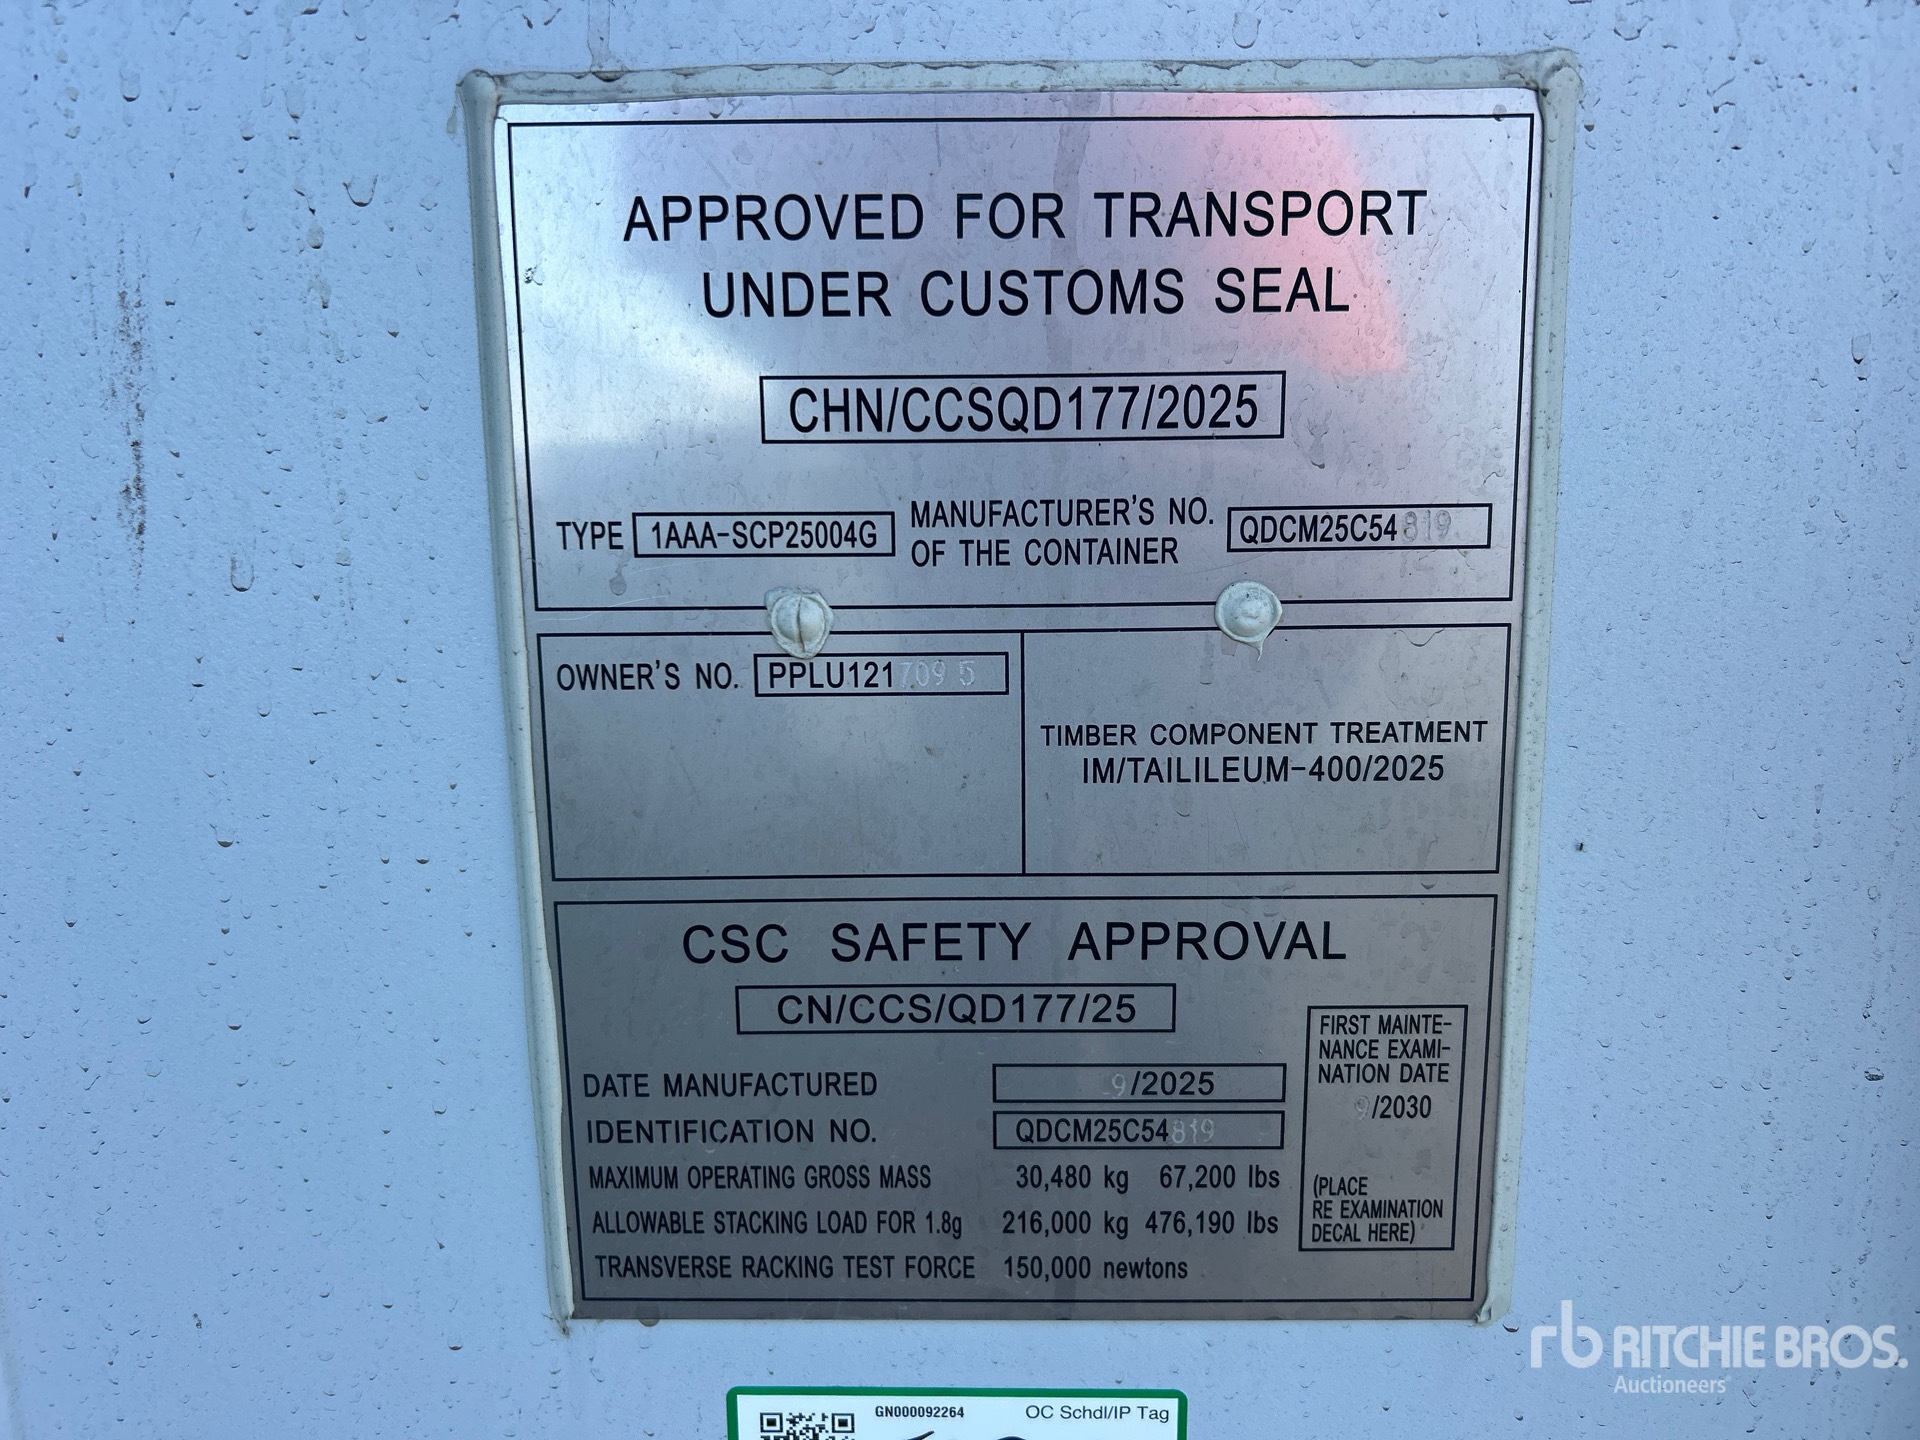 APPROVED FOR TRANSPORT
UNDER CUSTOMS SEAL
CHN/CCSQD177/2025
TYPE 1AAA-SCP25004G MANUFACTURER'S NO. OF THE CONTAINER QDCM25C54819
OWNER'S NO. PPLU1217095
TIMBER COMPONENT TREATMENT
IM/TAILILEUM-400/2025
CSC SAFETY APPROVAL
CN/CCS/QD177/25
DATE MANUFACTURED 9/2025
IDENTIFICATION NO. QDCM25C54819
MAXIMUM OPERATING GROSS MASS 30,480 kg 67,200 lbs
ALLOWABLE STACKING LOAD FOR 1.8g 216,000 kg 476,190 lbs
TRANSVERSE RACKING TEST FORCE 150,000 newtons
FIRST MAINTE-
NANCE EXAMI-
NATION DATE
9/2030
(PLACE
RE EXAMINATION
DECAL HERE)
GN000092264 OC Schdl/IP Tag
rb RITCHIE BROS.
Auctioneers